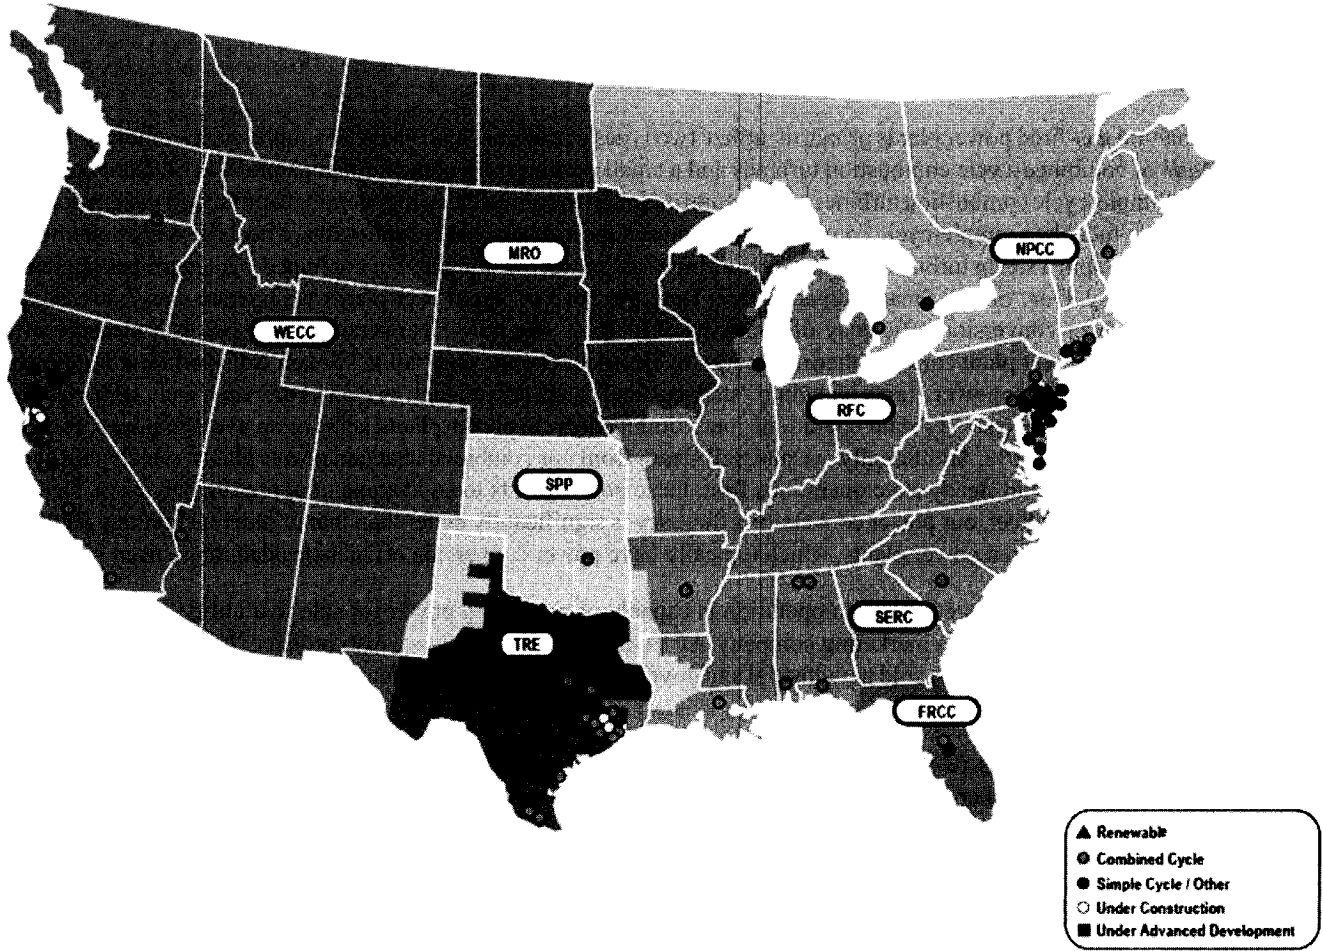 NPCC
MRO
WECC
RFC
SPP
SERC
TRE
FRCC
Renewable
Combined Cycle
Simple Cycle / Other
Under Construction
Under Advanced Development